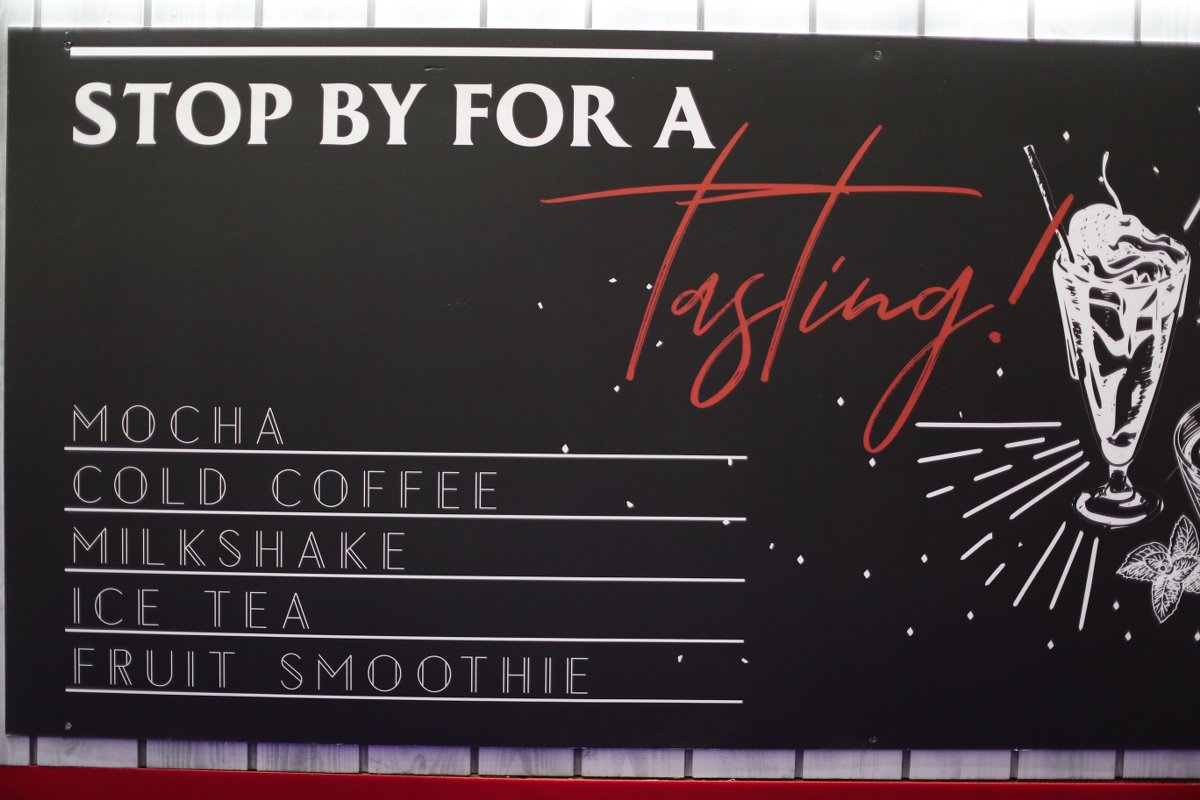 STOP BY FOR A
tasting!
MOCHA
COLD COFFEE
MILKSHAKE
ICE TEA
FRUIT SMOOTHIE